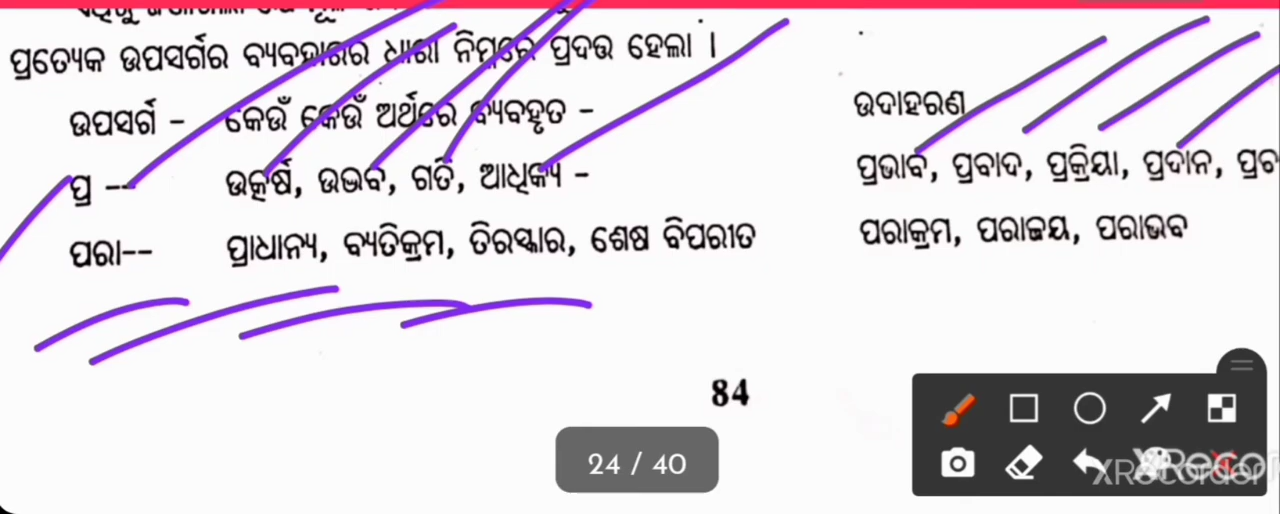 ପ୍ରତ୍ୟେକ ଉପସର୍ଗର ବ୍ୟବହାରର ଧାରା ନିମ୍ନରେ ପ୍ରଦତ୍ତ ହେଲା ।
ଉପସର୍ଗ - କେଉଁ କେଉଁ ଅର୍ଥରେ ବ୍ୟବହୃତ - ଉଦାହରଣ
ପ୍ର -- ଉତ୍କର୍ଷ, ଉଦ୍ଭବ, ଗତି, ଆଧିକ୍ୟ - ପ୍ରଭାବ, ପ୍ରବାଦ, ପ୍ରକ୍ରିୟା, ପ୍ରଦାନ,
ପରା-- ପ୍ରାଧାନ୍ୟ, ବ୍ୟତିକ୍ରମ, ତିରସ୍କାର, ଶେଷ ବିପରୀତ ପରାକ୍ରମ, ପରାଜୟ, ପରାଭବ
84
24 / 40
XRecorder